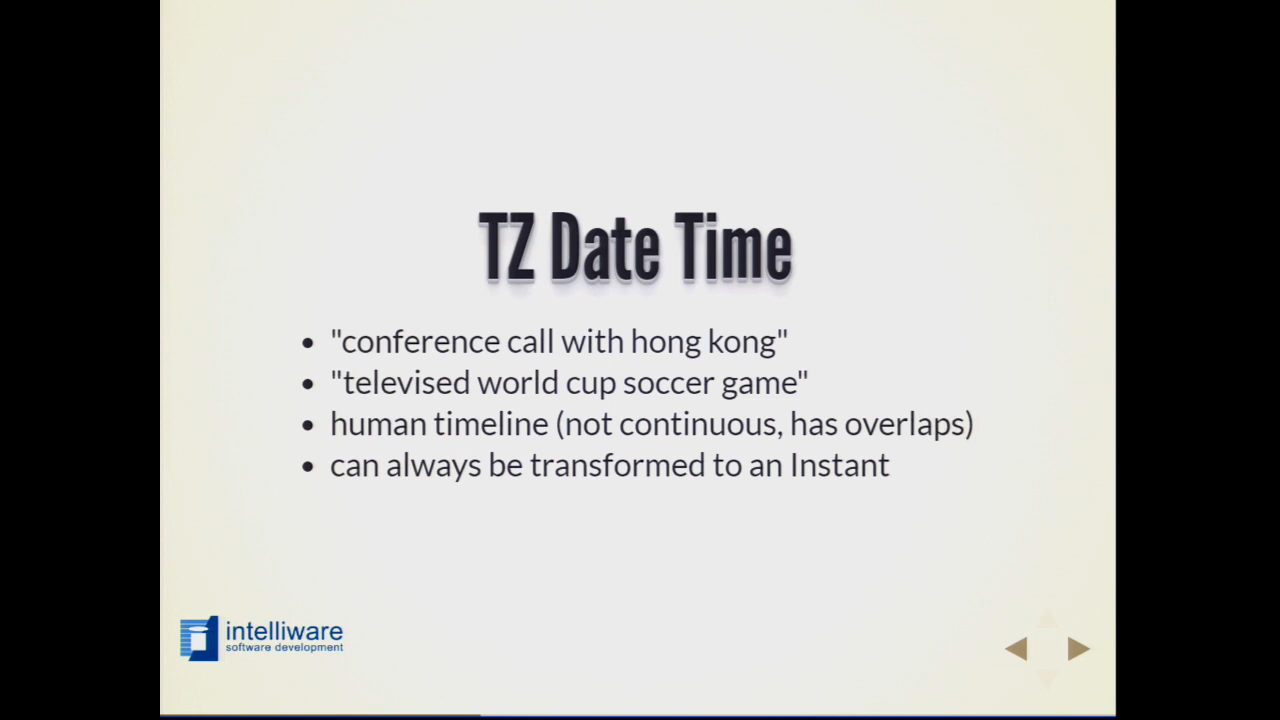 TZ Date Time
"conference call with hong kong"
"televised world cup soccer game"
human timeline (not continuous, has overlaps)
can always be transformed to an Instant
intelliware
software development